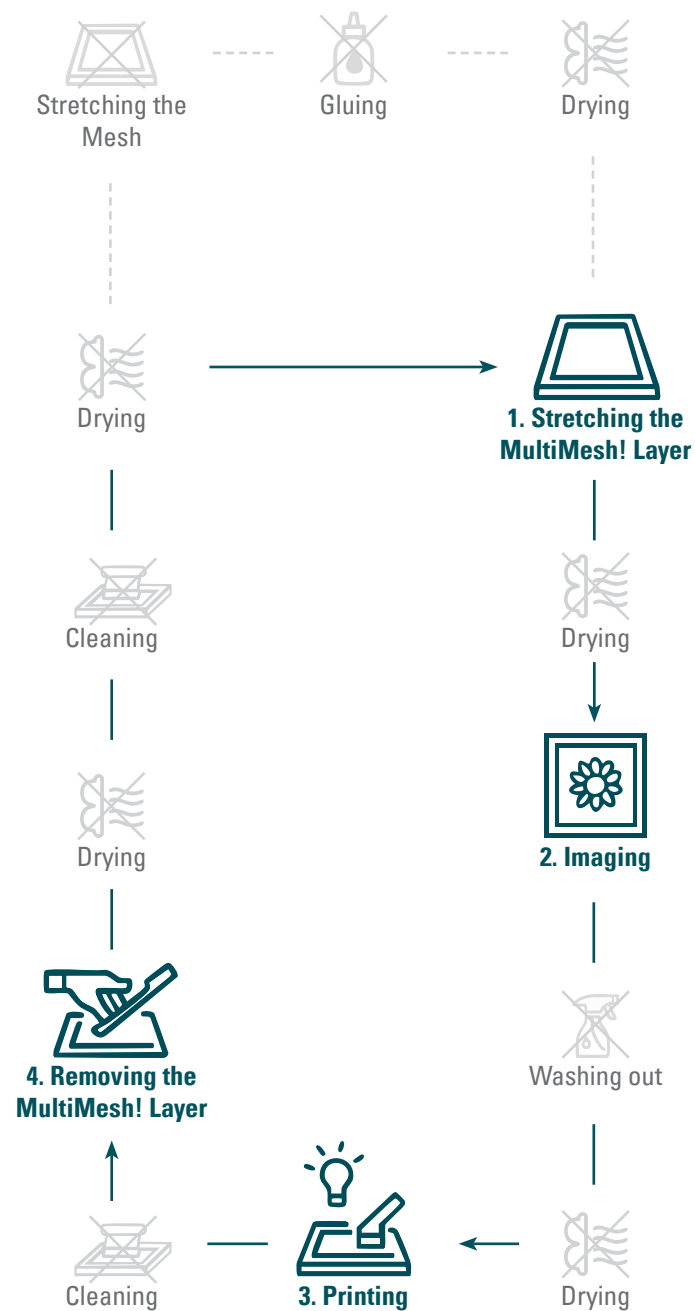 Stretching the
Mesh
Gluing
Drying
Drying
1. Stretching the
MultiMesh! Layer
Cleaning
Drying
Drying
2. Imaging
4. Removing the
MultiMesh! Layer
Washing out
Cleaning
3. Printing
Drying